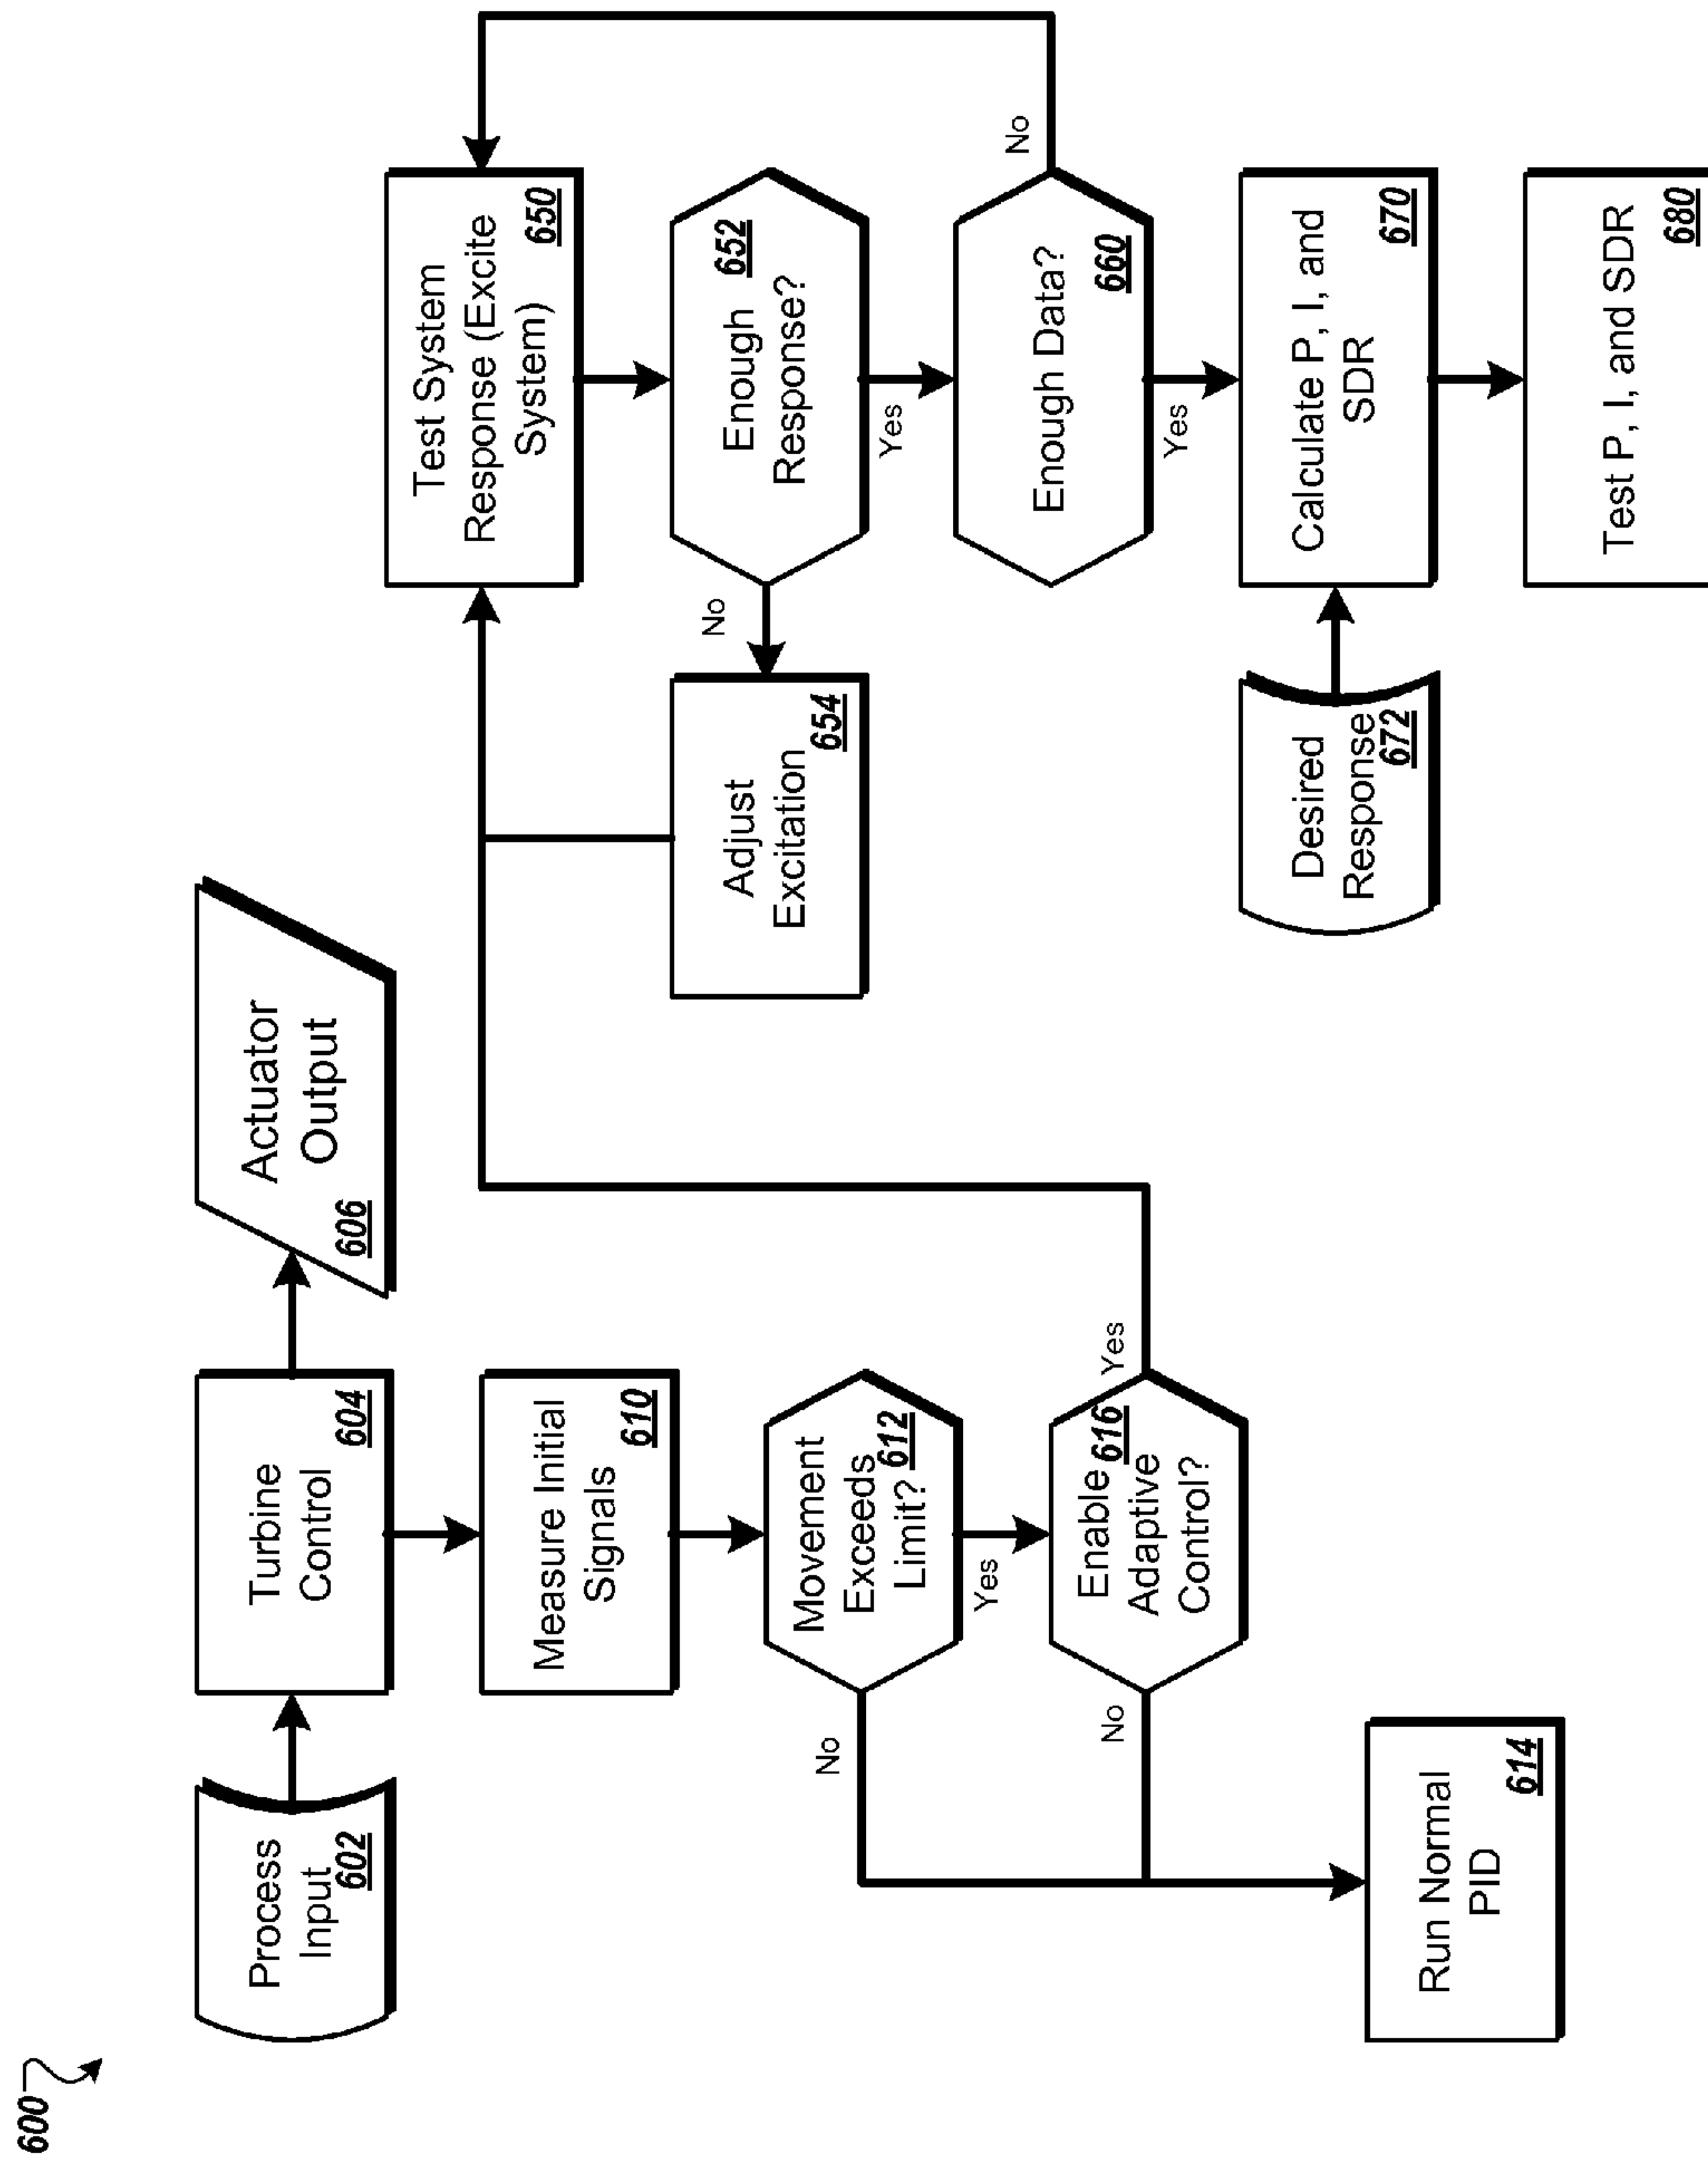 600
Process
Input
602
Turbine
Control
604
Actuator
Output
606
Measure Initial
Signals
610
Movement
Exceeds
Limit?
612
No
Yes
Enable
Adaptive
Control?
616
No
Yes
Run Normal
PID
614
Test System
Response (Excite
System)
650
Enough
Response?
652
No
Yes
Adjust
Excitation
654
Enough Data?
660
No
Yes
Desired
Response
672
Calculate P, I, and
SDR
670
Test P, I, and SDR
680